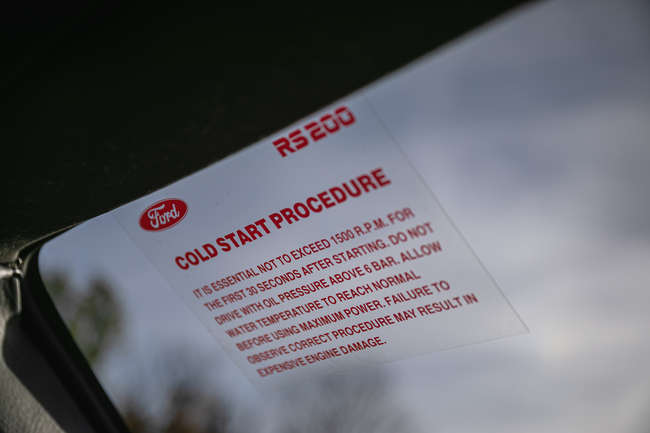 RS200
Ford
COLD START PROCEDURE
IT IS ESSENTIAL NOT TO EXCEED 1500 R.P.M. FOR
THE FIRST 30 SECONDS AFTER STARTING. DO NOT
DRIVE WITH OIL PRESSURE ABOVE 6 BAR. ALLOW
WATER TEMPERATURE TO REACH NORMAL
BEFORE USING MAXIMUM POWER. FAILURE TO
OBSERVE CORRECT PROCEDURE MAY RESULT IN
EXPENSIVE ENGINE DAMAGE.